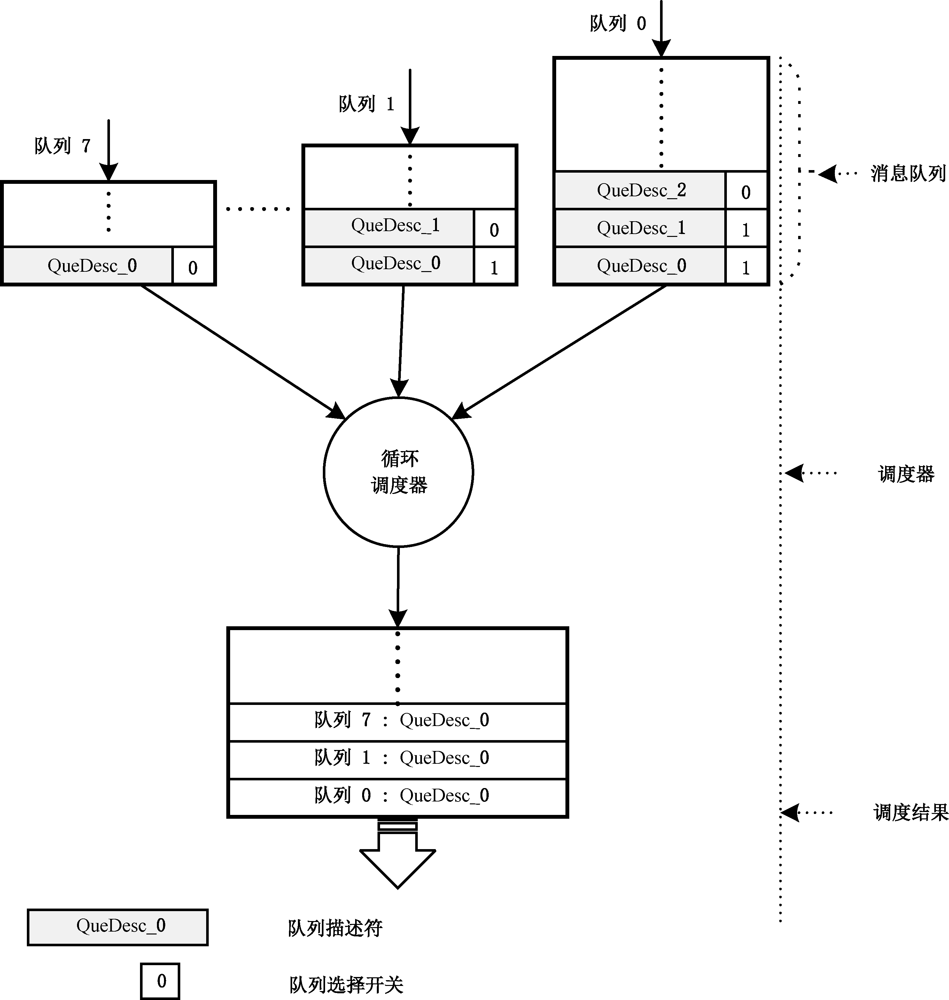 队列 0
队列 1
队列 7
QueDesc_2 0
QueDesc_1 1
QueDesc_0 1
消息队列
QueDesc_1 0
QueDesc_0 1
QueDesc_0 0
循环
调度器
调度器
队列 7 : QueDesc_0
队列 1 : QueDesc_0
队列 0 : QueDesc_0
调度结果
QueDesc_0 队列描述符
0 队列选择开关